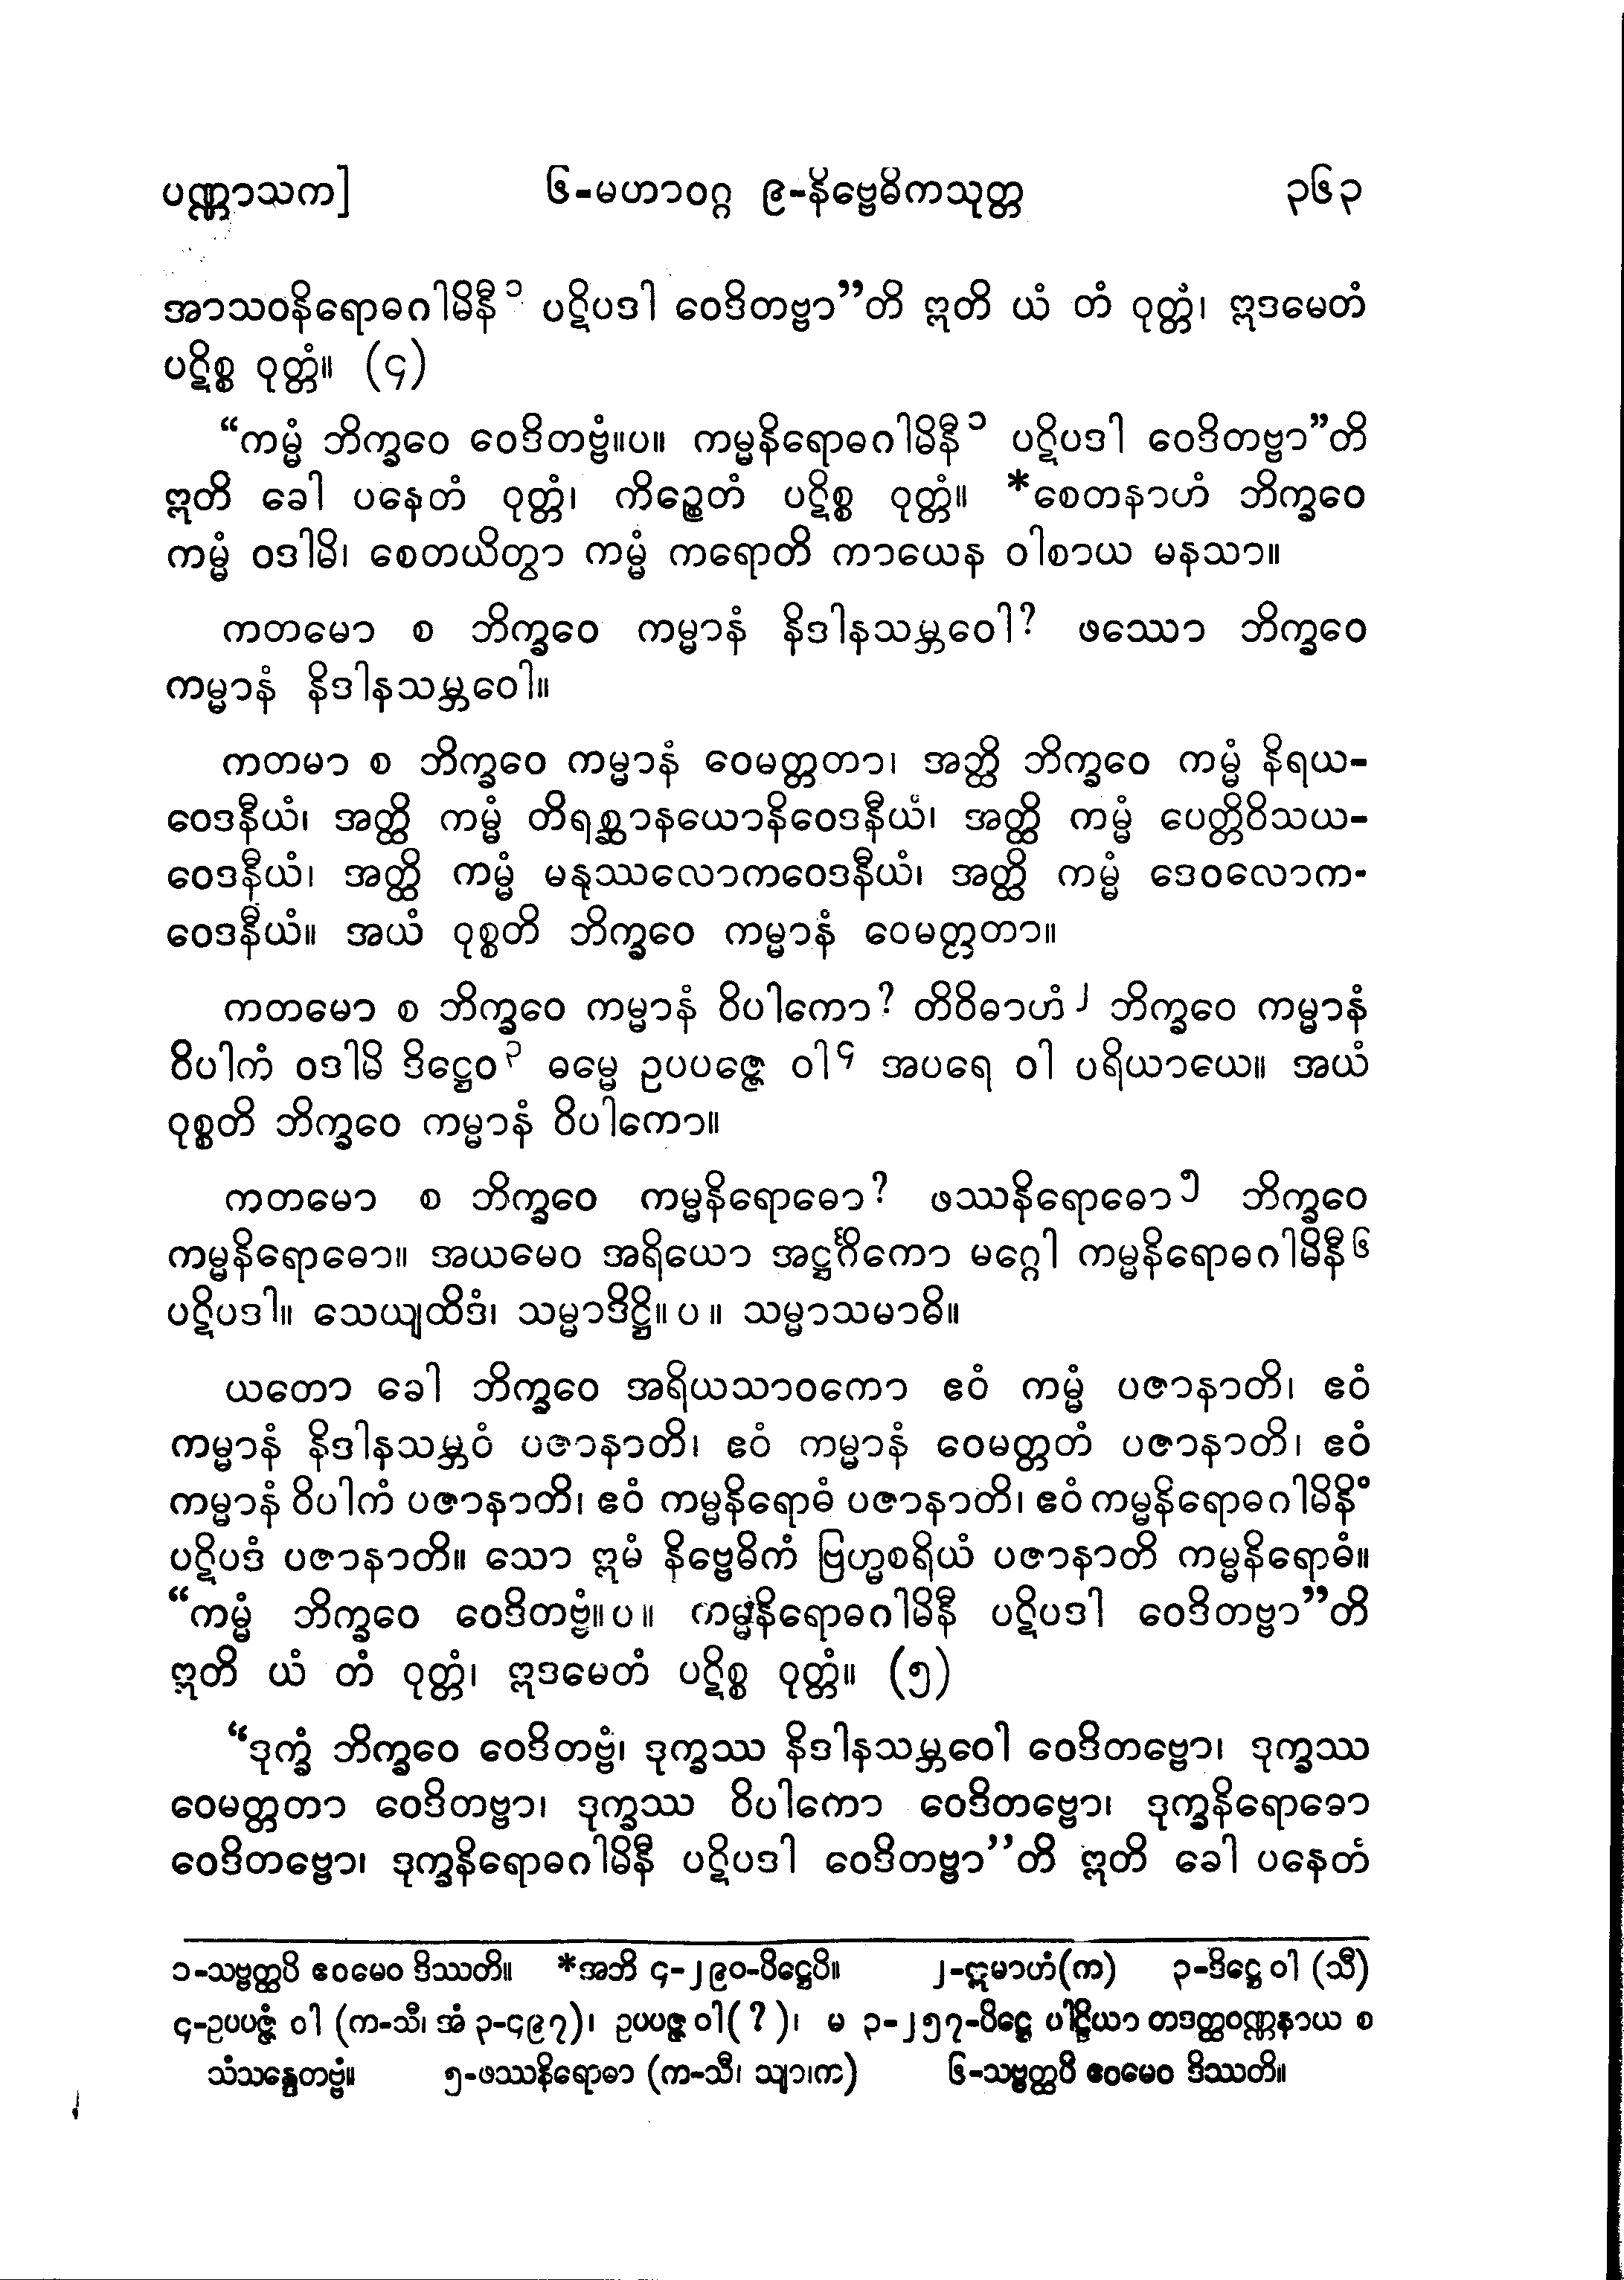 ပဏ္ဏာသက]    ၆-မဟာဝဂ္ဂ ၉-နိဗ္ဗေဓိကသုတ္တ    ၃၆၃
အာသဝနိရောဓဂါမိနီ ၁ ပဋိပဒါ ဝေဒိတဗ္ဗာ”တိ ဣတိ ယံ တံ ဝုတ္တံ၊ ဣဒမေတံ
ပဋိစ္စ ဝုတ္တံ။ (၄)
“ကမ္မံ ဘိက္ခဝေ ဝေဒိတဗ္ဗံ။ပ။ ကမ္မနိရောဓဂါမိနီ ၁ ပဋိပဒါ ဝေဒိတဗ္ဗာ”တိ
ဣတိ ခေါ ပနေတံ ဝုတ္တံ၊ ကိဉ္စေတံ ပဋိစ္စ ဝုတ္တံ။ *စေတနာဟံ ဘိက္ခဝေ
ကမ္မံ ဝဒါမိ၊ စေတယိတွာ ကမ္မံ ကရောတိ ကာယေန ဝါစာယ မနသာ။
ကတမော စ ဘိက္ခဝေ ကမ္မာနံ နိဒါနသမ္ဘဝေါ? ဖဿော ဘိက္ခဝေ
ကမ္မာနံ နိဒါနသမ္ဘဝေါ။
ကတမာ စ ဘိက္ခဝေ ကမ္မာနံ ဝေမတ္တတာ၊ အတ္ထိ ဘိက္ခဝေ ကမ္မံ နိရယ-
ဝေဒနီယံ၊ အတ္ထိ ကမ္မံ တိရစ္ဆာနယောနိဝေဒနီယံ၊ အတ္ထိ ကမ္မံ ပေတ္တိဝိသယ-
ဝေဒနီယံ၊ အတ္ထိ ကမ္မံ မနုဿလောကဝေဒနီယံ၊ အတ္ထိ ကမ္မံ ဒေဝလောက-
ဝေဒနီယံ။ အယံ ဝုစ္စတိ ဘိက္ခဝေ ကမ္မာနံ ဝေမတ္တတာ။
ကတမော စ ဘိက္ခဝေ ကမ္မာနံ ဝိပါကော? တိဝိဓာဟံ ၂ ဘိက္ခဝေ ကမ္မာနံ
ဝိပါကံ ဝဒါမိ ဒိဋ္ဌေဝ ၃ ဓမ္မေ ဥပပဇ္ဇေ ဝါ ၄ အပရေ ဝါ ပရိယာယေ။ အယံ
ဝုစ္စတိ ဘိက္ခဝေ ကမ္မာနံ ဝိပါကော။
ကတမော စ ဘိက္ခဝေ ကမ္မနိရောဓော? ဖဿနိရောဓော ၅ ဘိက္ခဝေ
ကမ္မနိရောဓော။ အယမေဝ အရိယော အဋ္ဌင်္ဂိကော မဂ္ဂေါ ကမ္မနိရောဓဂါမိနီ ၆
ပဋိပဒါ။ သေယျထိဒံ၊ သမ္မာဒိဋ္ဌိ။ ပ ။ သမ္မာသမာဓိ။
ယတော ခေါ ဘိက္ခဝေ အရိယသာဝကော ဧဝံ ကမ္မံ ပဇာနာတိ၊ ဧဝံ
ကမ္မာနံ နိဒါနသမ္ဘဝံ ပဇာနာတိ၊ ဧဝံ ကမ္မာနံ ဝေမတ္တတံ ပဇာနာတိ၊ ဧဝံ
ကမ္မာနံ ဝိပါကံ ပဇာနာတိ၊ ဧဝံ ကမ္မနိရောဓံ ပဇာနာတိ၊ ဧဝံ ကမ္မနိရောဓဂါမိနိံ
ပဋိပဒံ ပဇာနာတိ။ သော ဣမံ နိဗ္ဗေဓိကံ ဗြဟ္မစရိယံ ပဇာနာတိ ကမ္မနိရောဓံ။
“ကမ္မံ ဘိက္ခဝေ ဝေဒိတဗ္ဗံ။ပ။ ကမ္မနိရောဓဂါမိနီ ပဋိပဒါ ဝေဒိတဗ္ဗာ”တိ
ဣတိ ယံ တံ ဝုတ္တံ၊ ဣဒမေတံ ပဋိစ္စ ဝုတ္တံ။ (၅)
“ဒုက္ခံ ဘိက္ခဝေ ဝေဒိတဗ္ဗံ၊ ဒုက္ခဿ နိဒါနသမ္ဘဝေါ ဝေဒိတဗ္ဗော၊ ဒုက္ခဿ
ဝေမတ္တတာ ဝေဒိတဗ္ဗာ၊ ဒုက္ခဿ ဝိပါကော ဝေဒိတဗ္ဗော၊ ဒုက္ခနိရောဓော
ဝေဒိတဗ္ဗော၊ ဒုက္ခနိရောဓဂါမိနီ ပဋိပဒါ ဝေဒိတဗ္ဗာ”တိ ဣတိ ခေါ ပနေတံ
၁-သဗ္ဗတ္ထပိ ဧဝမေဝ ဒိဿတိ။ *အဘိ ၄-၂၉၀-ပိဋ္ဌေပိ။ ၂-ဣမာဟံ(က) ၃-ဒိဋ္ဌေ ဝါ (သီ)
၄-ဥပပဇ္ဇံ ဝါ (က-သီ၊ အံ ၃-၄၉၇)၊ ဥပပဇ္ဇ ဝါ(?)၊ မ ၃-၂၅၇-ပိဋ္ဌေ ပါဠိယာ တဒတ္ထဝဏ္ဏနာယ စ
သံသန္ဒေတဗ္ဗံ။ ၅-ဖဿနိရောဓာ (က-သီ၊ သျာ၊က) ၆-သဗ္ဗတ္ထပိ ဧဝမေဝ ဒိဿတိ။